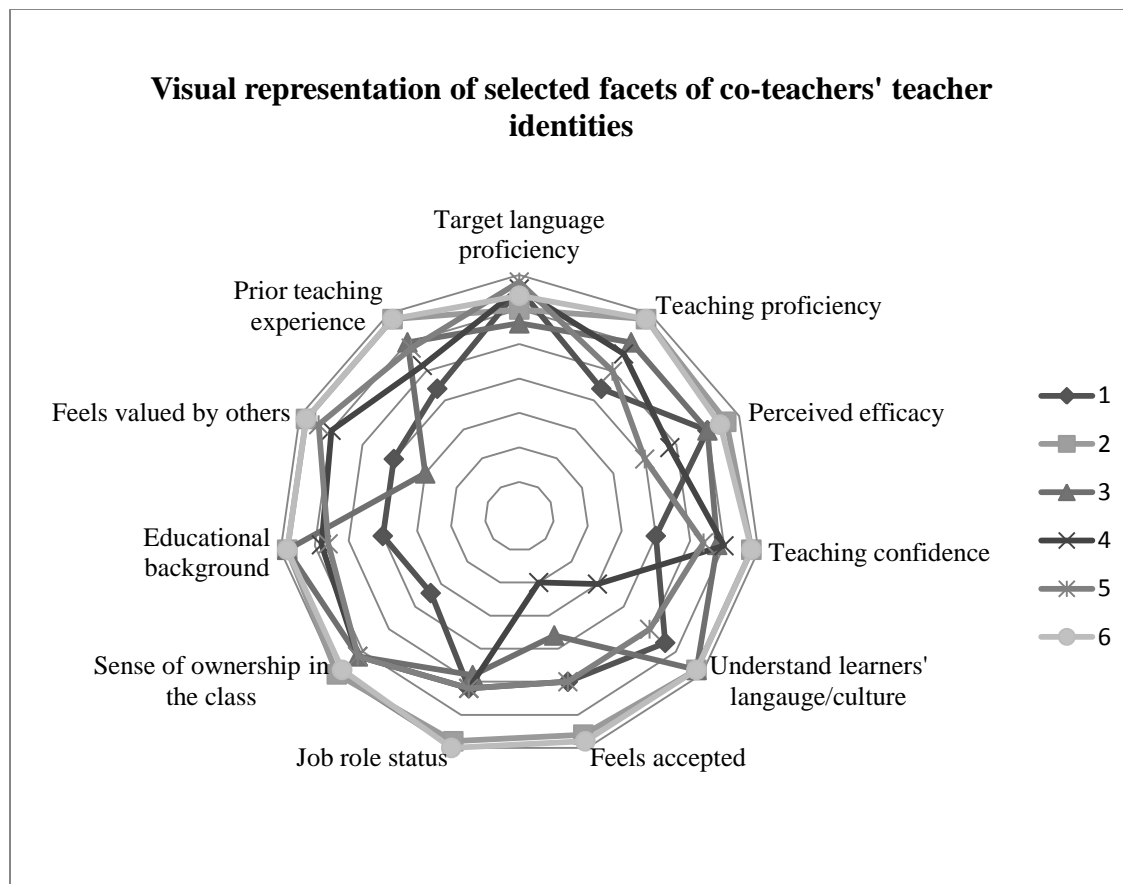 Visual representation of selected facets of co-teachers' teacher
identities
Target language
proficiency
Teaching proficiency
Perceived efficacy
Teaching confidence
Understand learners'
langauge/culture
Feels accepted
Job role status
Sense of ownership in
the class
Educational
background
Feels valued by others
Prior teaching
experience
1
2
3
4
5
6